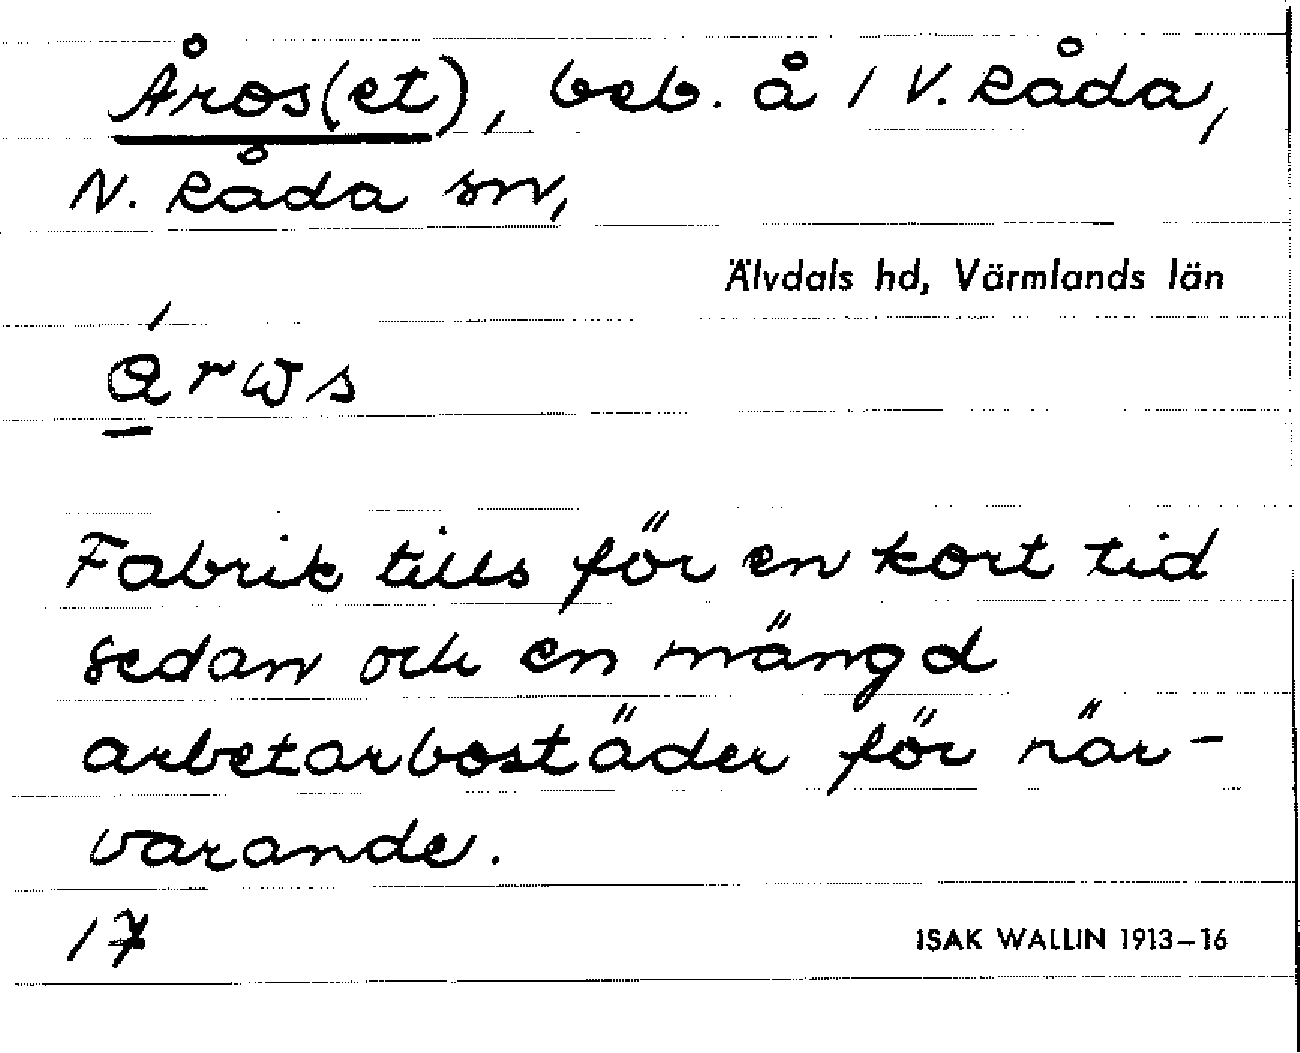 Åros(et), beb. å 1 V. Råda,
N. Råda sn,
Älvdals hd, Värmlands län
Fabrik tills för en kort tid
sedan och en mängd
arbetarbostäder för när-
varande.
17
ISAK WALLIN 1913–16